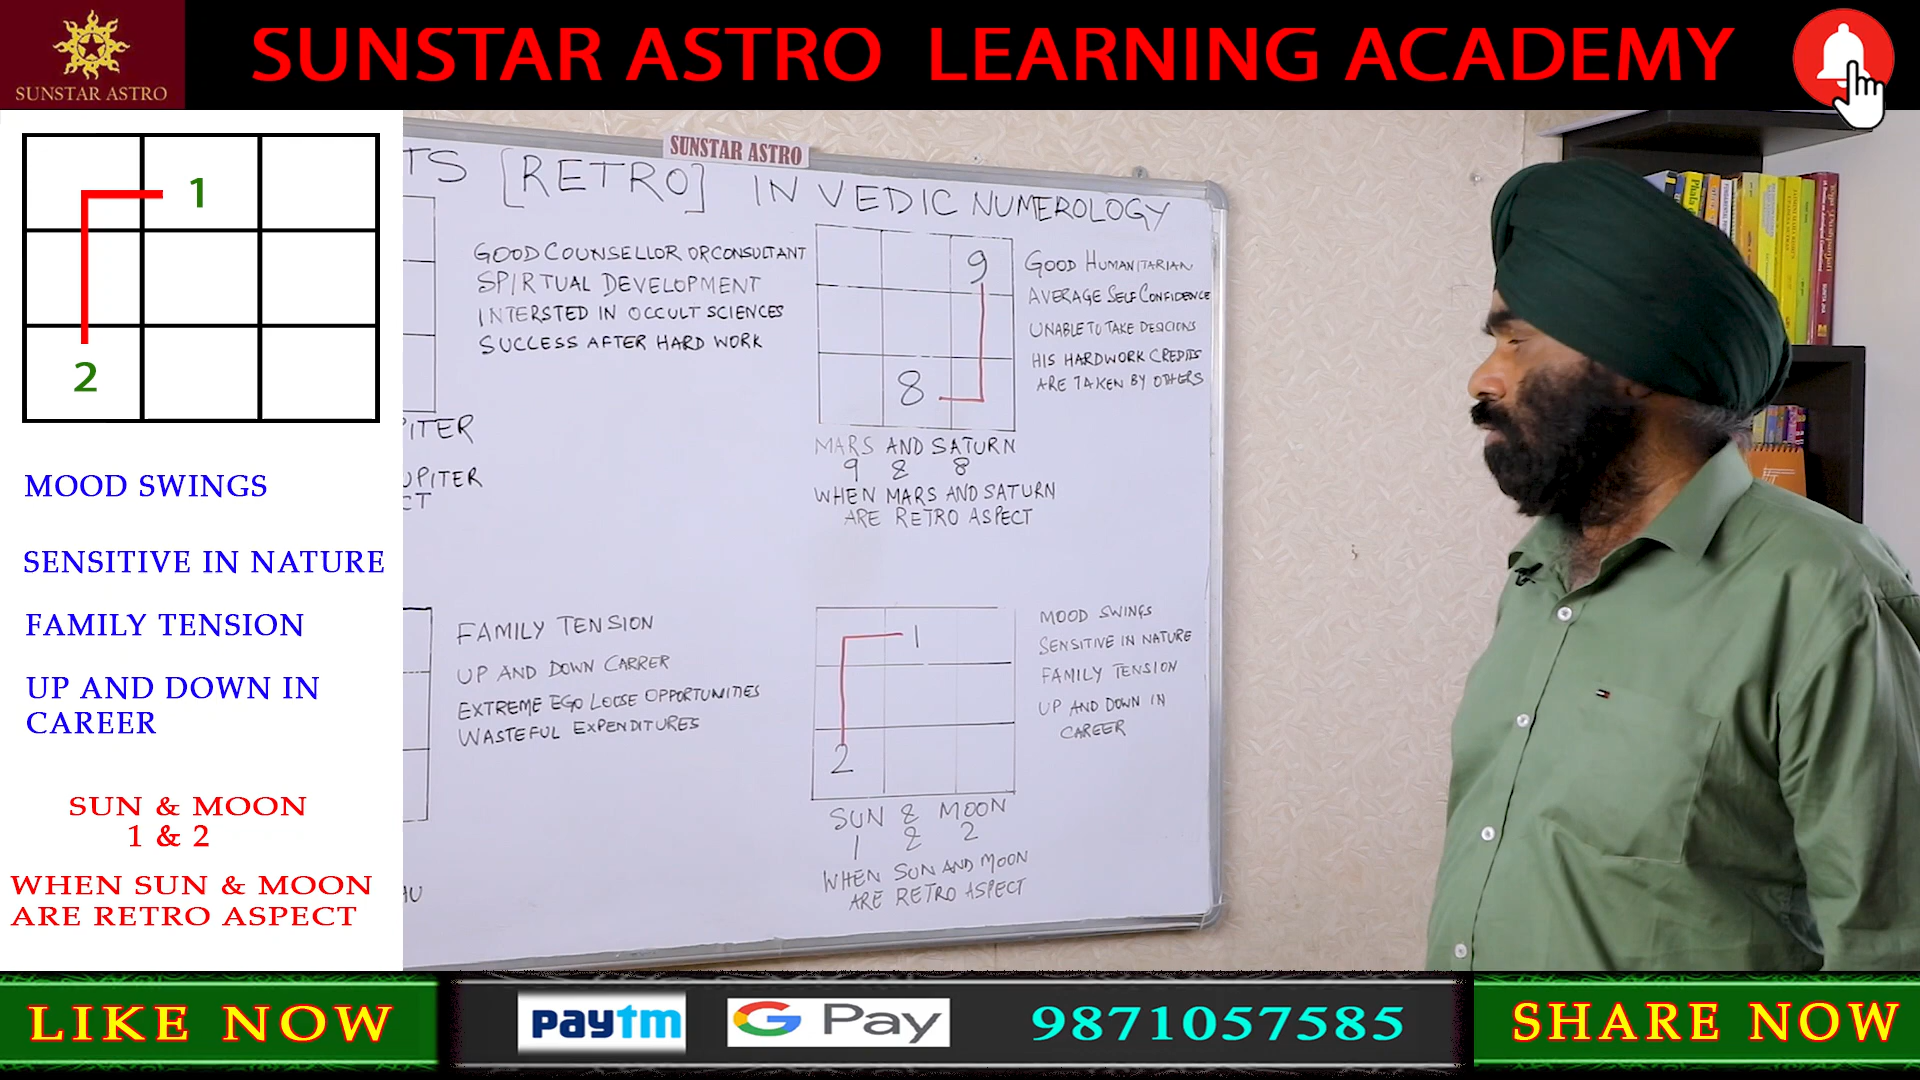 SUNSTAR ASTRO LEARNING ACADEMY
SUNSTAR ASTRO
1
2
MOOD SWINGS
SENSITIVE IN NATURE
FAMILY TENSION
UP AND DOWN IN
CAREER
SUN & MOON
1 & 2
WHEN SUN & MOON
ARE RETRO ASPECT
SUNSTAR ASTRO
TS [RETRO] IN VEDIC NUMEROLOGY
GOOD COUNSELLOR OR CONSULTANT
SPIRTUAL DEVELOPMENT
INTERSTED IN OCCULT SCIENCES
SUCCESS AFTER HARD WORK
PITER
UPITER
CT
9
8
GOOD HUMANITARIAN
AVERAGE SELF CONFIDENCE
UNABLE TO TAKE DESICIONS
HIS HARDWORK CREDITS
ARE TAKEN BY OTHERS
MARS AND SATURN
9 & 8
WHEN MARS AND SATURN
ARE RETRO ASPECT
FAMILY TENSION
UP AND DOWN CARRER
EXTREME EGO LOOSE OPPORTUNITIES
WASTEFUL EXPENDITURES
AU
1
2
MOOD SWINGS
SENSITIVE IN NATURE
FAMILY TENSION
UP AND DOWN IN
CAREER
SUN & MOON
1 & 2
WHEN SUN AND MOON
ARE RETRO ASPECT
LIKE NOW
paytm
G Pay
9871057585
SHARE NOW